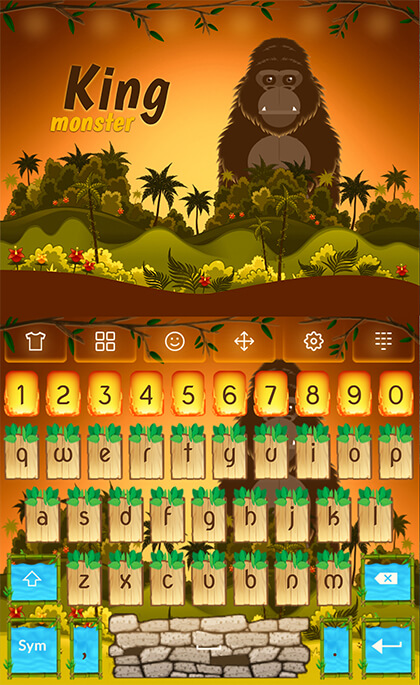 King
monster
1 2 3 4 5 6 7 8 9 0
q w e r t y u i o p
a s d f g h j k l
z x c v b n m
Sym , .